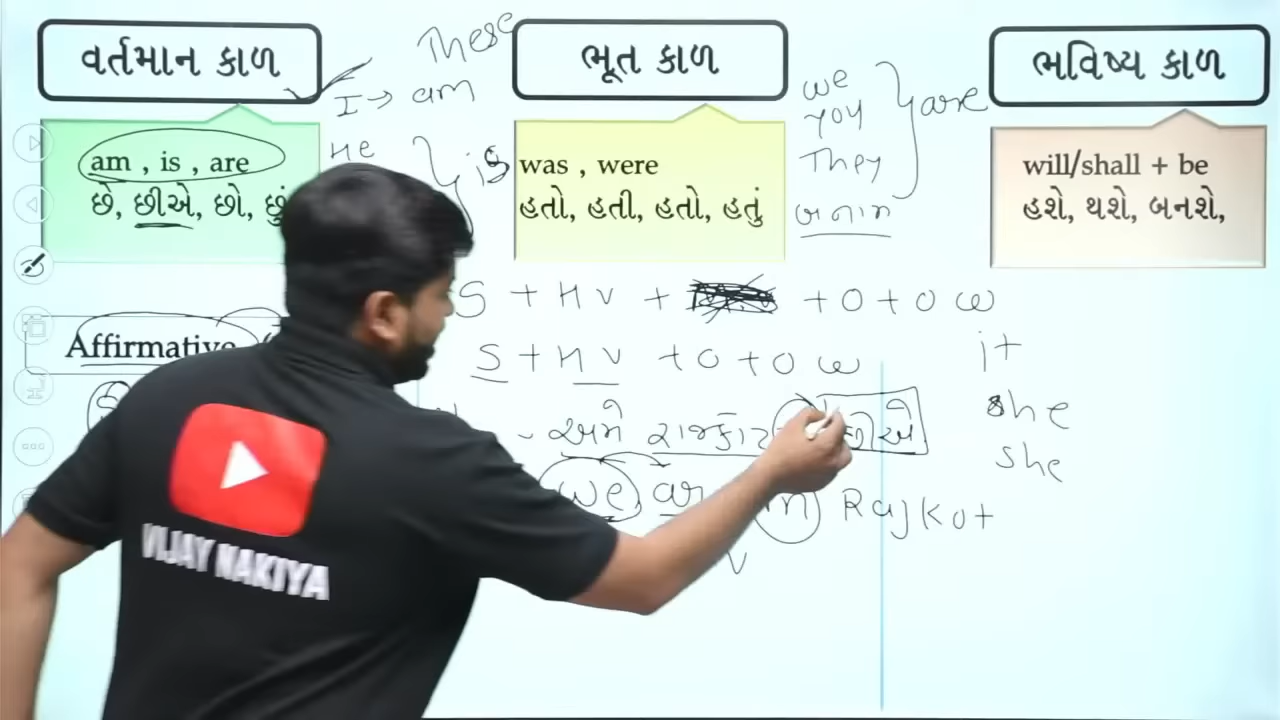 વર્તમાન કાળ
These
ભૂત કાળ
ભવિષ્ય કાળ
I → am
He
is
we
you
They
are
બનામ
am , is , are
છે, છીએ, છો, છું
was , were
હતો, હતી, હતો, હતું
will/shall + be
હશે, થશે, બનશે,
S + HV + + O + OW
Affirmative
S + HV + O + OW
it
she
she
- અમે રાજકોટ
we in Rajkot
V
VIJAY NAKIYA